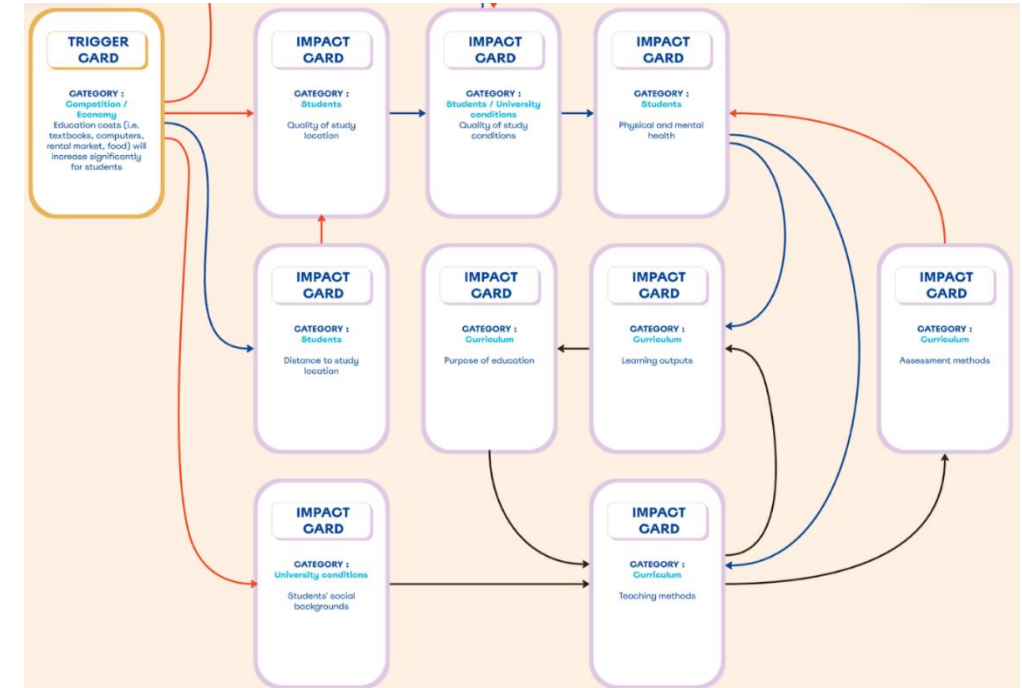 TRIGGER
CARD
CATEGORY :
Competition /
Economy
Education costs (i.e.
textbooks, computers,
rental market, food) will
increase significantly
for students
IMPACT
CARD
CATEGORY :
Students
Quality of study
location
IMPACT
CARD
CATEGORY :
Students / University
conditions
Quality of study
conditions
IMPACT
CARD
CATEGORY :
Students
Physical and mental
health
IMPACT
CARD
CATEGORY :
Students
Distance to study
location
IMPACT
CARD
CATEGORY :
Curriculum
Purpose of education
IMPACT
CARD
CATEGORY :
Curriculum
Learning outputs
IMPACT
CARD
CATEGORY :
Curriculum
Assessment methods
IMPACT
CARD
CATEGORY :
University conditions
Students' social
backgrounds
IMPACT
CARD
CATEGORY :
Curriculum
Teaching methods